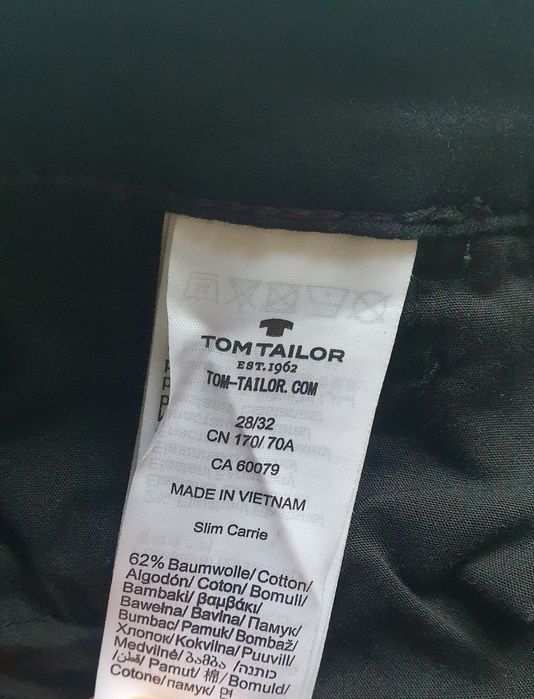 TOM TAILOR
EST.1962
TOM-TAILOR.COM
28/32
CN 170/70A
CA 60079
MADE IN VIETNAM
Slim Carrie
62% Baumwolle/Cotton/
Algodón/Coton/Bomull/
Bambaki/βαμβάκι/
Bawełna/Bavlna/Памук/
Bumbac/Pamuk/Bombaž/
Хлопок/Kokvilna/Puuvill/
Medvilnė/ბამბა/כותנה/
قطن/Pamut/棉/Bomuld/
Cotone/памук/면